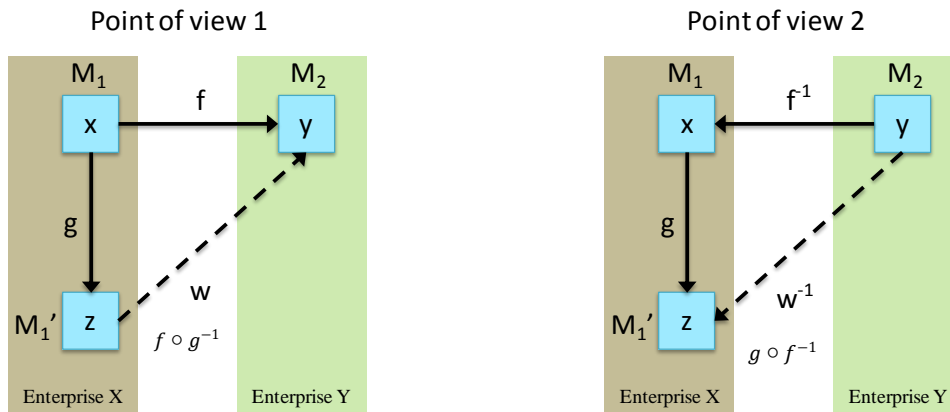 Point of view 1
M1
M2
f
x
y
g
w
M1’
z
f ○ g⁻¹
Enterprise X
Enterprise Y
Point of view 2
M1
M2
f⁻¹
x
y
g
w⁻¹
M1’
z
g ○ f⁻¹
Enterprise X
Enterprise Y